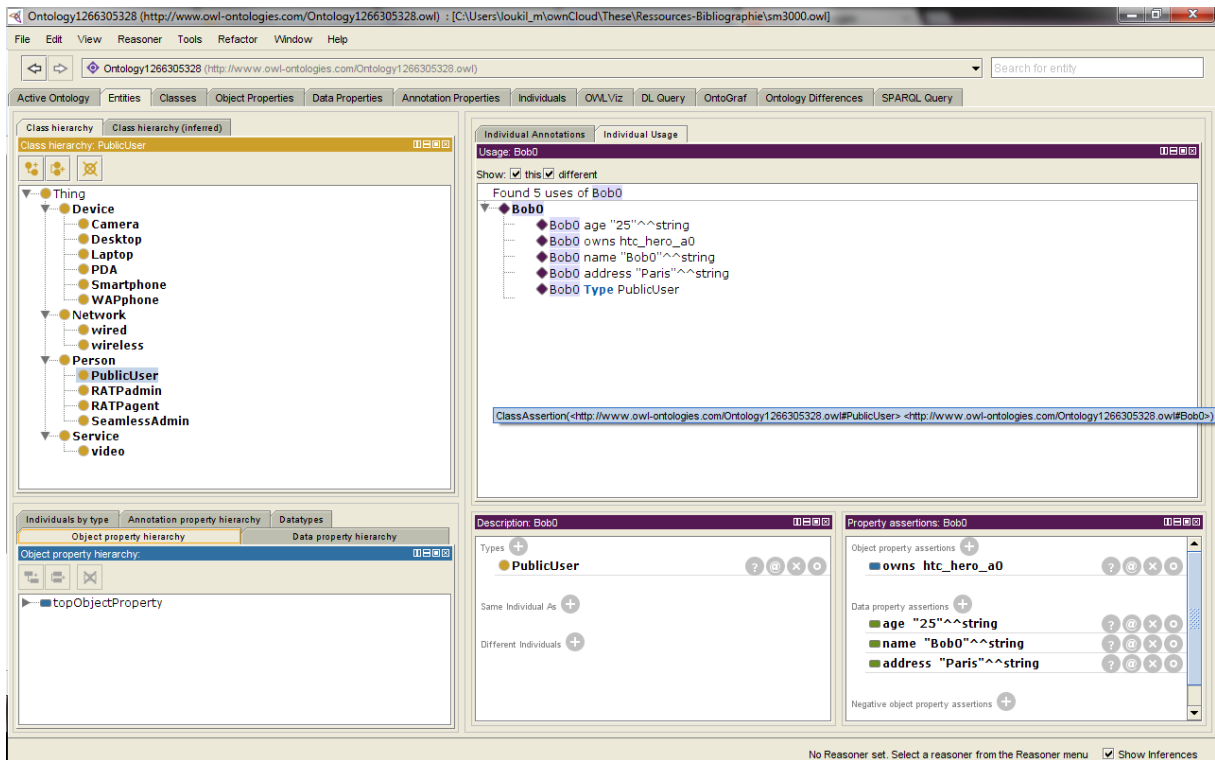 Ontology1266305328 (http://www.owl-ontologies.com/Ontology1266305328.owl) : [C:\Users\loukil_m\ownCloud\These\Ressources-Bibliographie\sm3000.owl]
File Edit View Reasoner Tools Refactor Window Help
Ontology1266305328 (http://www.owl-ontologies.com/Ontology1266305328.owl)
Search for entity
Active Ontology Entities Classes Object Properties Data Properties Annotation Properties Individuals OWLViz DL Query OntoGraf Ontology Differences SPARQL Query
Class hierarchy Class hierarchy (inferred)
Class hierarchy: PublicUser
Thing
Device
Camera
Desktop
Laptop
PDA
Smartphone
WAPphone
Network
wired
wireless
Person
PublicUser
RATPadmin
RATPagent
SeamlessAdmin
Service
video
Individual Annotations Individual Usage
Usage: Bob0
Show: this different
Found 5 uses of Bob0
Bob0
Bob0 age "25"^^string
Bob0 owns htc_hero_a0
Bob0 name "Bob0"^^string
Bob0 address "Paris"^^string
Bob0 Type PublicUser
ClassAssertion(<http://www.owl-ontologies.com/Ontology1266305328.owl#PublicUser> <http://www.owl-ontologies.com/Ontology1266305328.owl#Bob0>)
Individuals by type Annotation property hierarchy Datatypes
Object property hierarchy Data property hierarchy
Object property hierarchy:
topObjectProperty
Description: Bob0
Types
PublicUser
Same Individual As
Different Individuals
Property assertions: Bob0
Object property assertions
owns htc_hero_a0
Data property assertions
age "25"^^string
name "Bob0"^^string
address "Paris"^^string
Negative object property assertions
No Reasoner set. Select a reasoner from the Reasoner menu Show Inferences